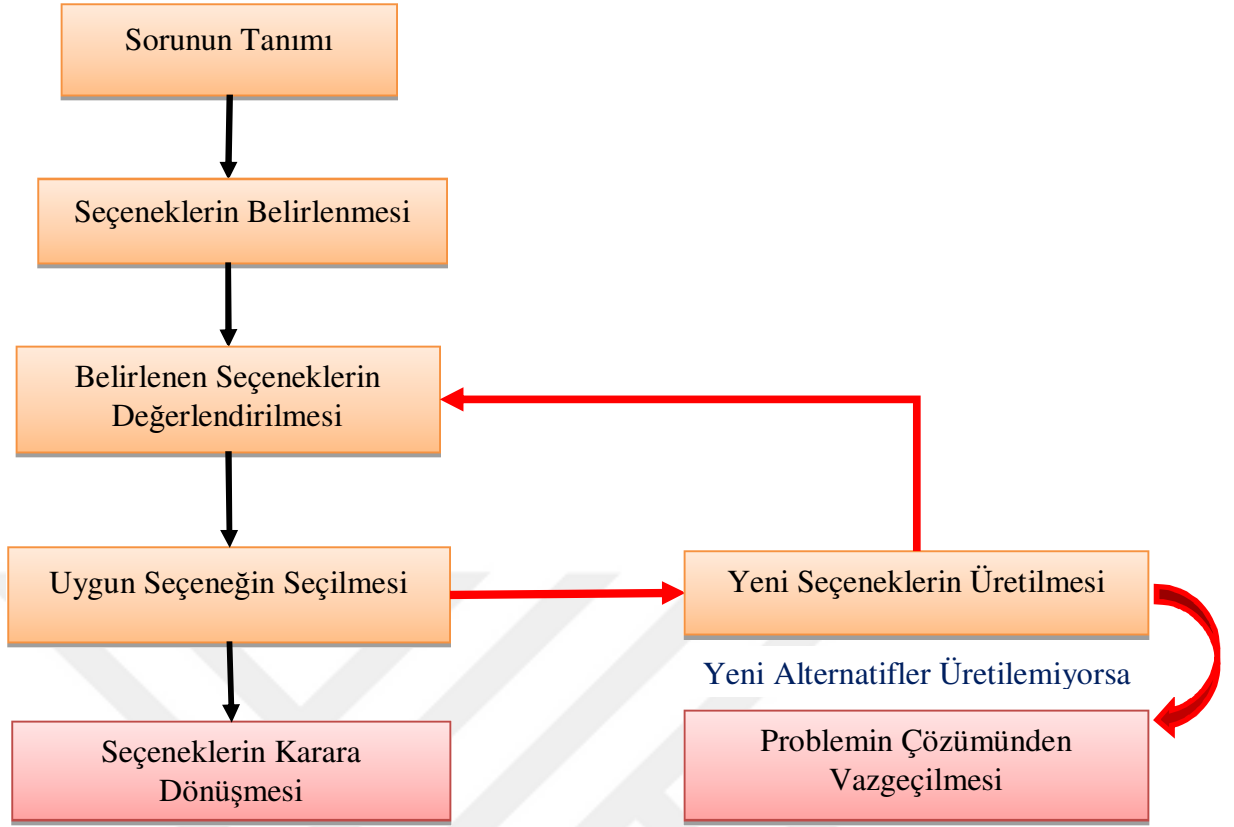 Sorunun Tanımı
Seçeneklerin Belirlenmesi
Belirlenen Seçeneklerin
Değerlendirilmesi
Uygun Seçeneğin Seçilmesi
Yeni Seçeneklerin Üretilmesi
Yeni Alternatifler Üretilemiyorsa
Seçeneklerin Karara
Dönüşmesi
Problemin Çözümünden
Vazgeçilmesi